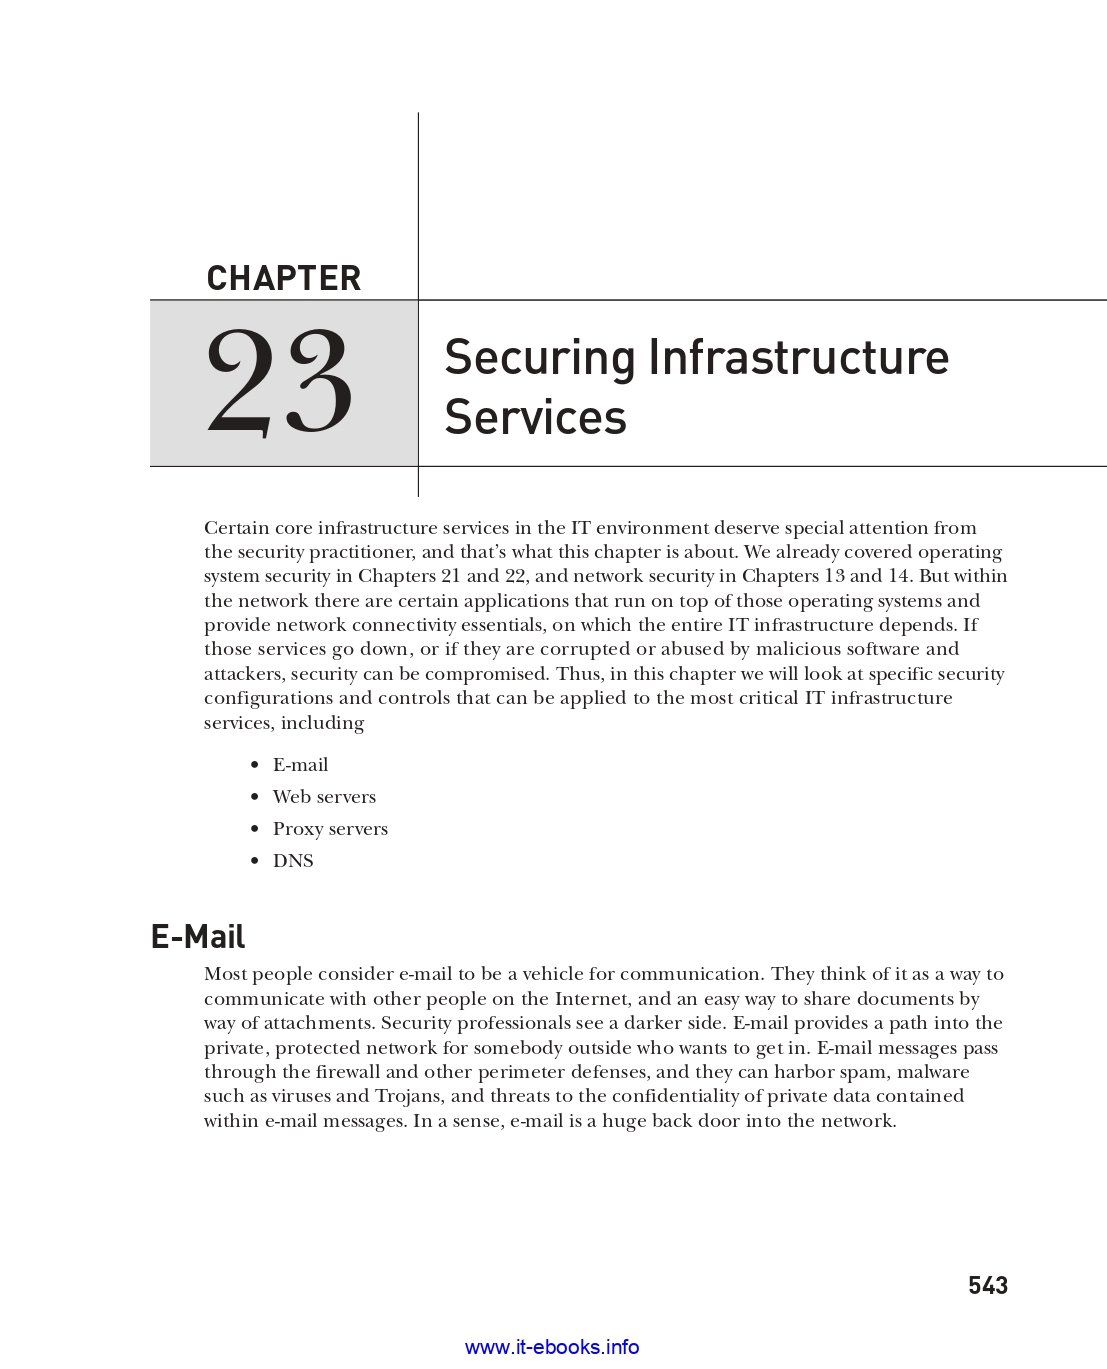 CHAPTER
23
Securing Infrastructure
Services
Certain core infrastructure services in the IT environment deserve special attention from
the security practitioner, and that’s what this chapter is about. We already covered operating
system security in Chapters 21 and 22, and network security in Chapters 13 and 14. But within
the network there are certain applications that run on top of those operating systems and
provide network connectivity essentials, on which the entire IT infrastructure depends. If
those services go down, or if they are corrupted or abused by malicious software and
attackers, security can be compromised. Thus, in this chapter we will look at specific security
configurations and controls that can be applied to the most critical IT infrastructure
services, including
• E-mail
• Web servers
• Proxy servers
• DNS
E-Mail
Most people consider e-mail to be a vehicle for communication. They think of it as a way to
communicate with other people on the Internet, and an easy way to share documents by
way of attachments. Security professionals see a darker side. E-mail provides a path into the
private, protected network for somebody outside who wants to get in. E-mail messages pass
through the firewall and other perimeter defenses, and they can harbor spam, malware
such as viruses and Trojans, and threats to the confidentiality of private data contained
within e-mail messages. In a sense, e-mail is a huge back door into the network.
543
www.it-ebooks.info